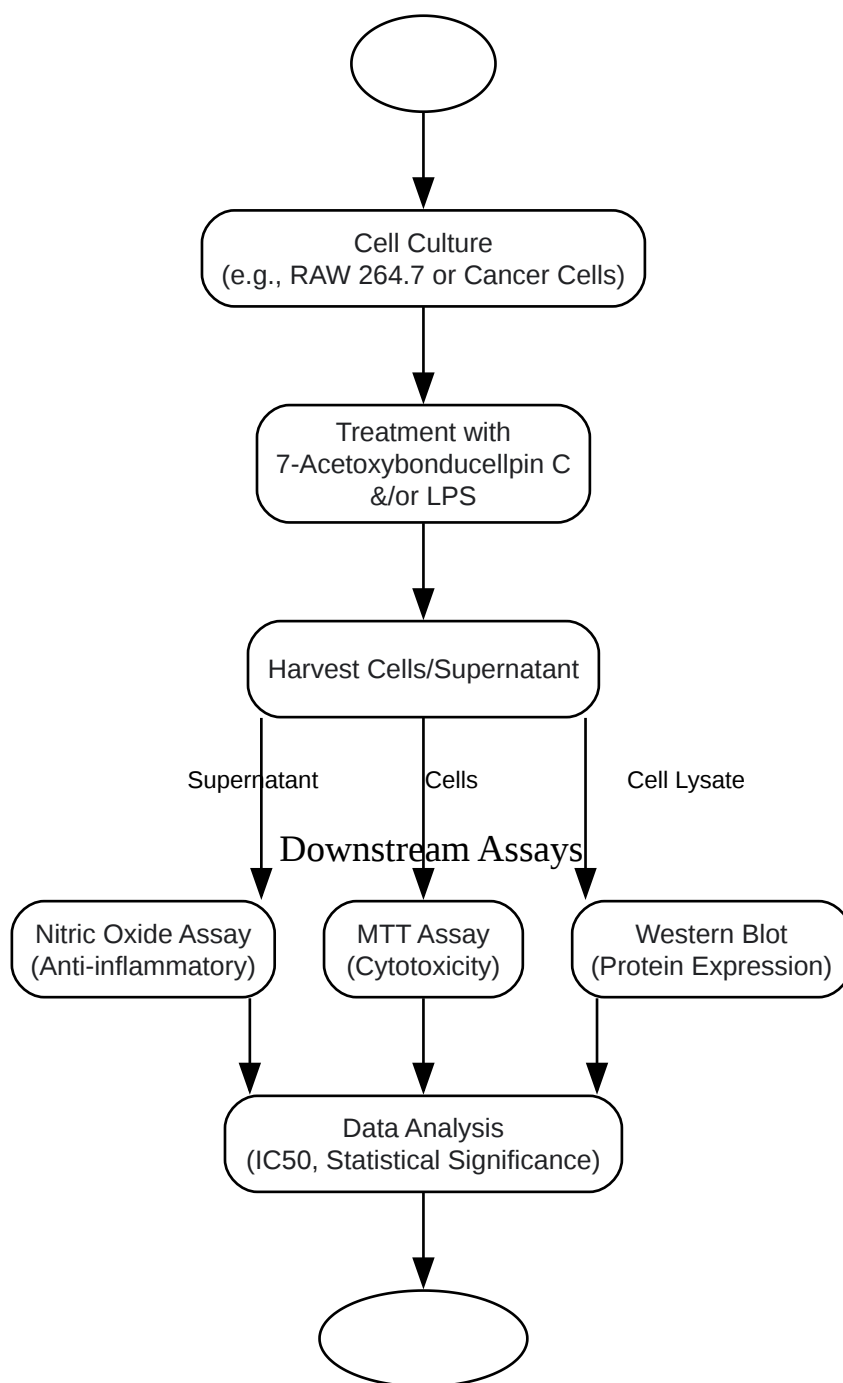 Cell Culture
(e.g., RAW 264.7 or Cancer Cells)
Treatment with
7-Acetoxybonducellpin C
&/or LPS
Harvest Cells/Supernatant
Supernatant
Cells
Cell Lysate
Downstream Assays
Nitric Oxide Assay
(Anti-inflammatory)
MTT Assay
(Cytotoxicity)
Western Blot
(Protein Expression)
Data Analysis
(IC50, Statistical Significance)